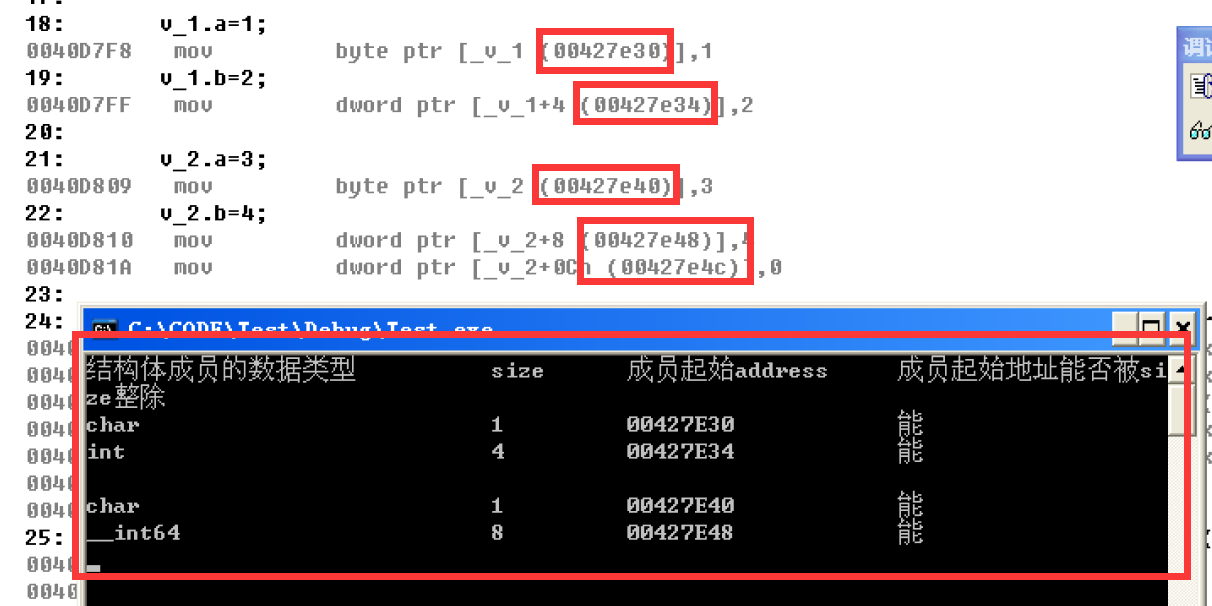 18: v_1.a=1;
0040D7F8 mov byte ptr [_v_1 (00427e30)],1
19: v_1.b=2;
0040D7FF mov dword ptr [_v_1+4 (00427e34)],2
20:
21: v_2.a=3;
0040D809 mov byte ptr [_v_2 (00427e40)],3
22: v_2.b=4;
0040D810 mov dword ptr [_v_2+8 (00427e48)],4
0040D81A mov dword ptr [_v_2+0Ch (00427e4c)],0
23:
24:
C:\CODE\Test\Debug\Test.exe
结构体成员的数据类型 size 成员起始address 成员起始地址能否被si
ze整除
char 1 00427E30 能
int 4 00427E34 能
char 1 00427E40 能
__int64 8 00427E48 能
25: